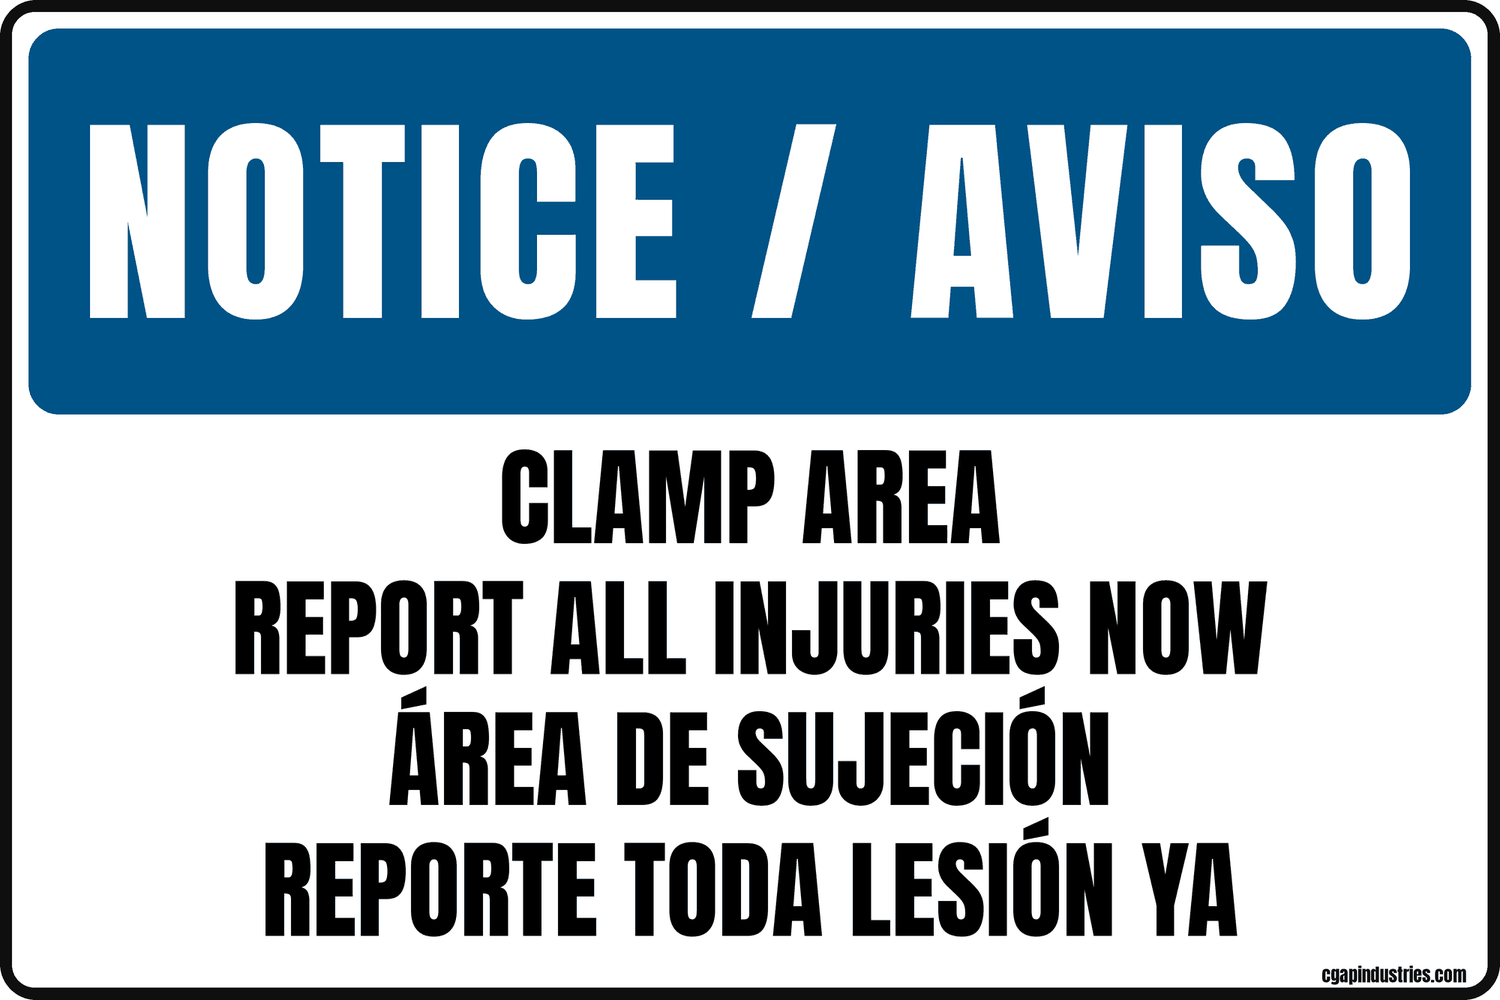 NOTICE / AVISO
CLAMP AREA
REPORT ALL INJURIES NOW
ÁREA DE SUJECIÓN
REPORTE TODA LESIÓN YA
cgapindustries.com